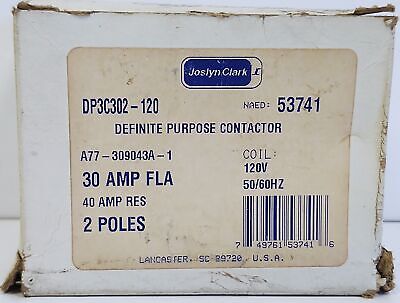 Joslyn Clark
DP3C302-120 NAED: 53741
DEFINITE PURPOSE CONTACTOR
A77-309043A-1 COIL:
30 AMP FLA 120V
40 AMP RES 50/60HZ
2 POLES
7 49761 53741 6
LANCASTER, SC 29720, U.S.A.